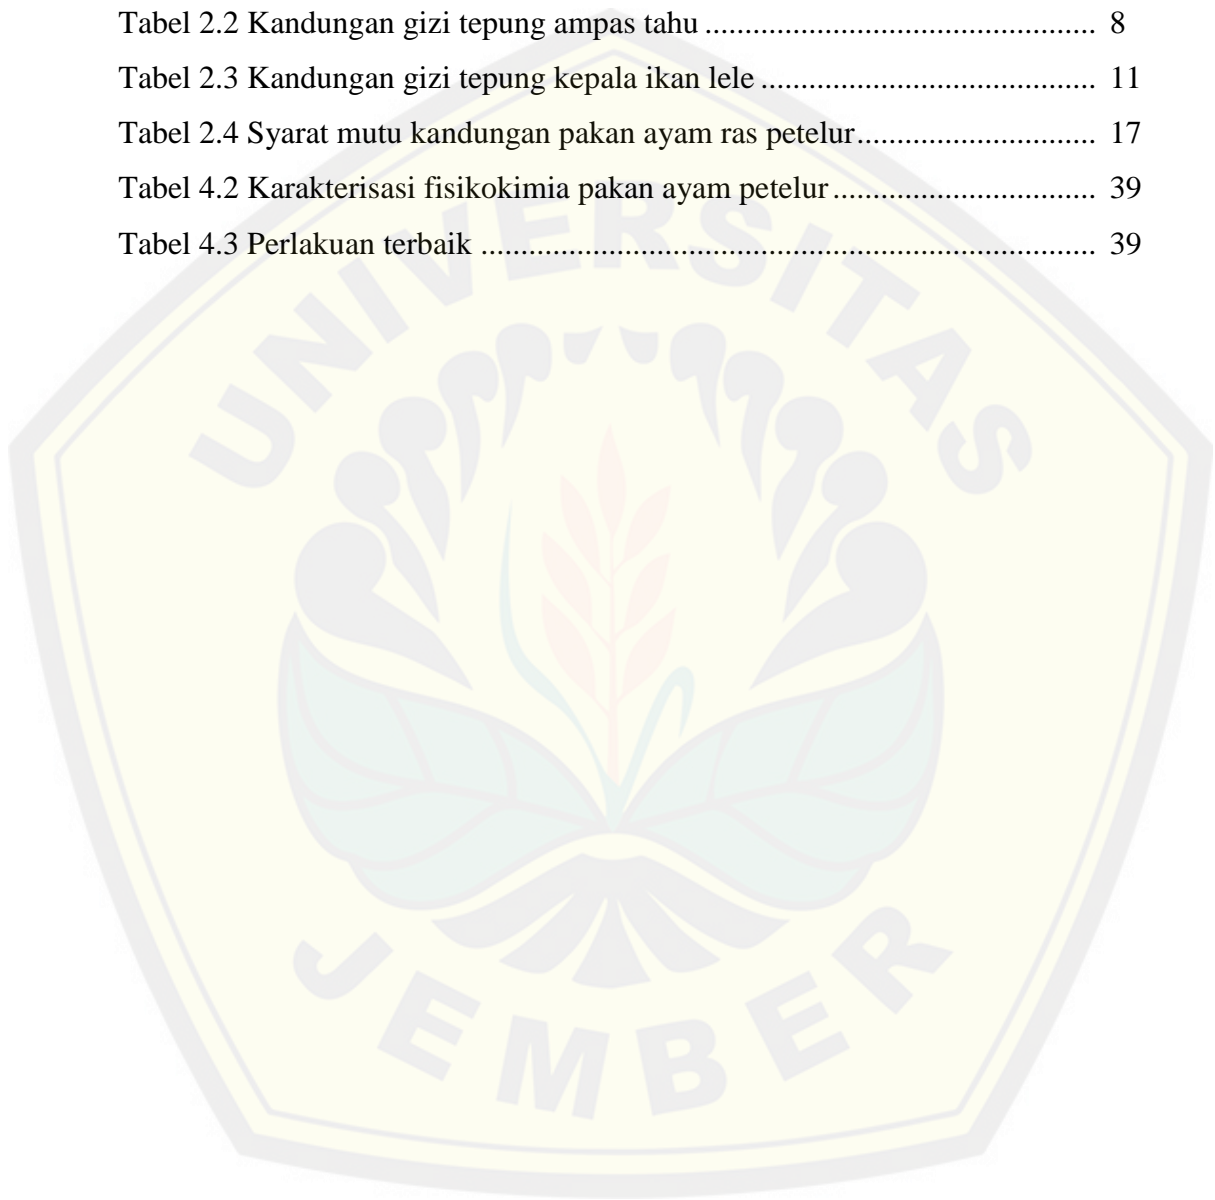 Tabel 2.2 Kandungan gizi tepung ampas tahu ................................................. 8
Tabel 2.3 Kandungan gizi tepung kepala ikan lele .......................................... 11
Tabel 2.4 Syarat mutu kandungan pakan ayam ras petelur.............................. 17
Tabel 4.2 Karakterisasi fisikokimia pakan ayam petelur ................................. 39
Tabel 4.3 Perlakuan terbaik ............................................................................. 39
UNIVERSITAS
JEMBER